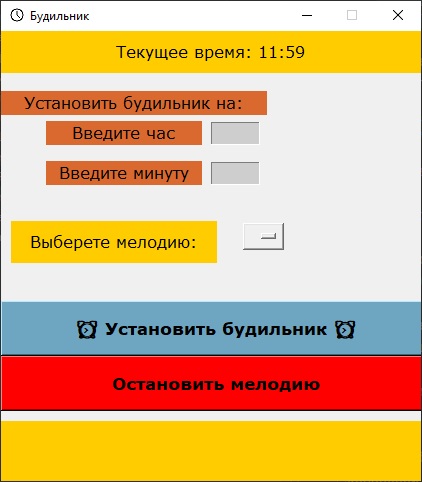 Будильник
Текущее время: 11:59
Установить будильник на:
Введите час
Введите минуту
Выберете мелодию:
⏰ Установить будильник ⏰
Остановить мелодию